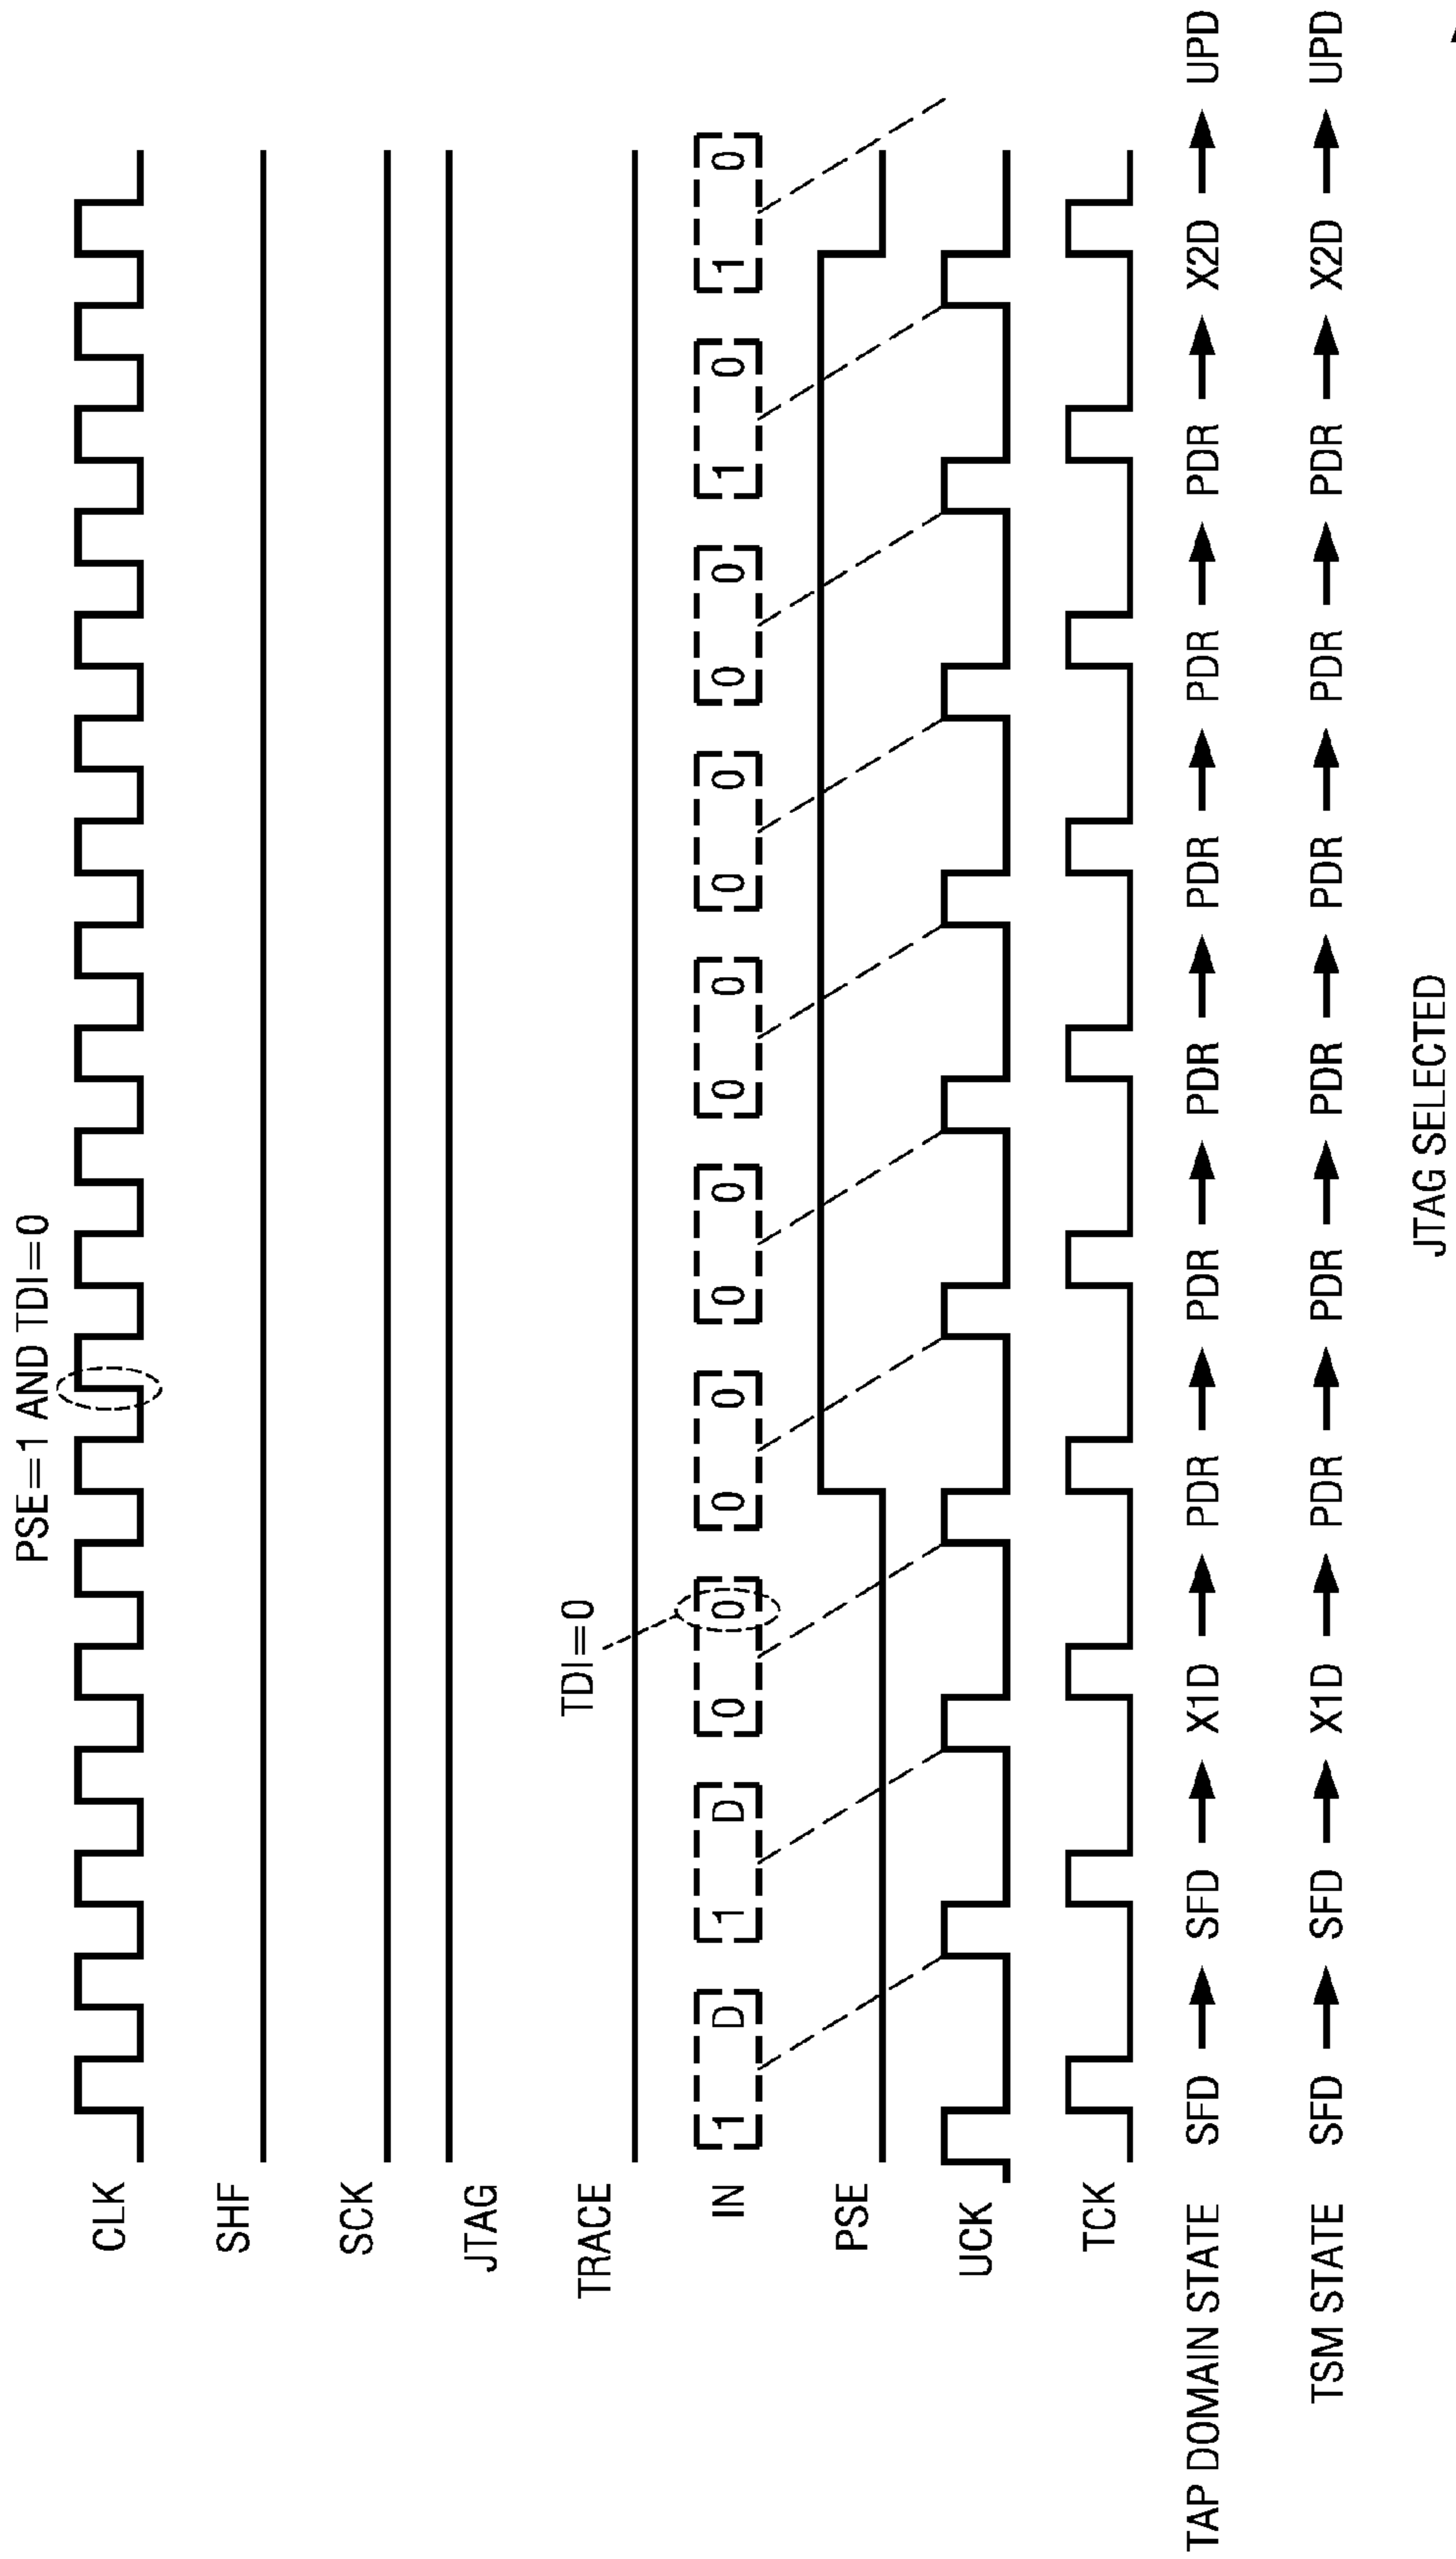 PSE=1 AND TDI=0
CLK
SHF
SCK
JTAG
TDI=0
TRACE
IN 1 D 1 D 0 0 0 0 0 0 0 0 0 0 0 0 1 0 1 0
PSE
UCK
TCK
TAP DOMAIN STATE SFD → SFD → X1D → PDR → PDR → PDR → PDR → PDR → PDR → X2D → UPD
TSM STATE SFD → SFD → X1D → PDR → PDR → PDR → PDR → PDR → PDR → X2D → UPD
JTAG SELECTED